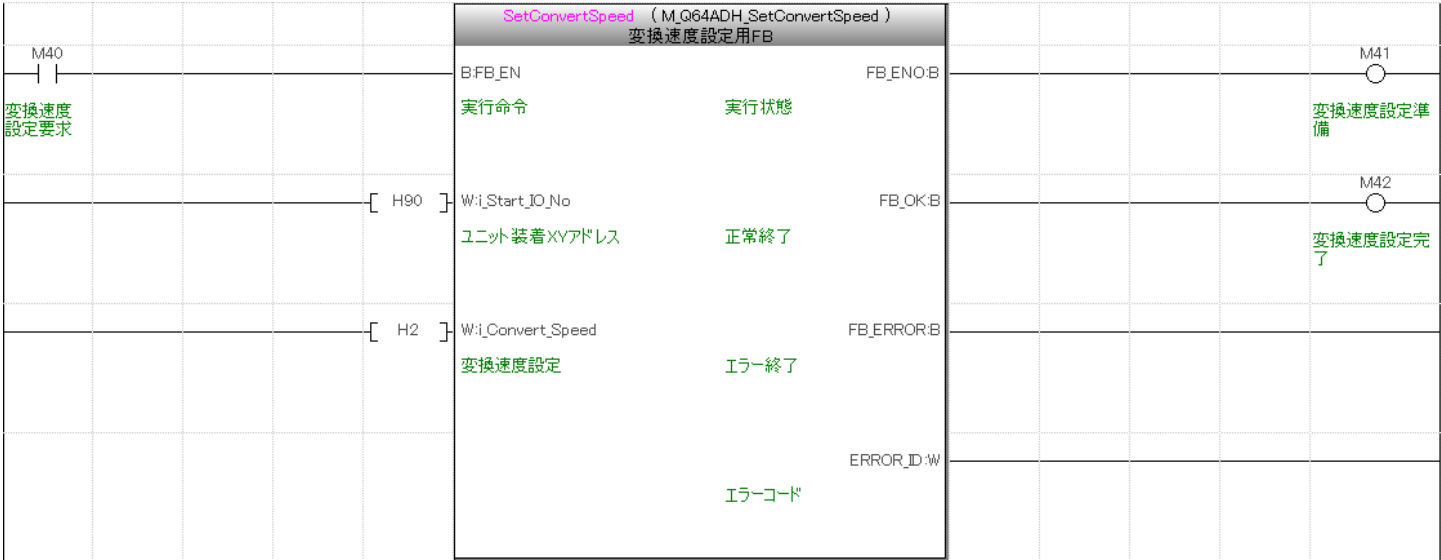 SetConvertSpeed （M_Q64ADH_SetConvertSpeed）
変換速度設定用FB
M40
B:FB_EN
FB_ENO:B
M41
変換速度
設定要求
実行命令
実行状態
変換速度設定準
備
H90
W:i_Start_IO_No
FB_OK:B
M42
ユニット装着XYアドレス
正常終了
変換速度設定完
了
H2
W:i_Convert_Speed
FB_ERROR:B
変換速度設定
エラー終了
ERROR_ID:W
エラーコード